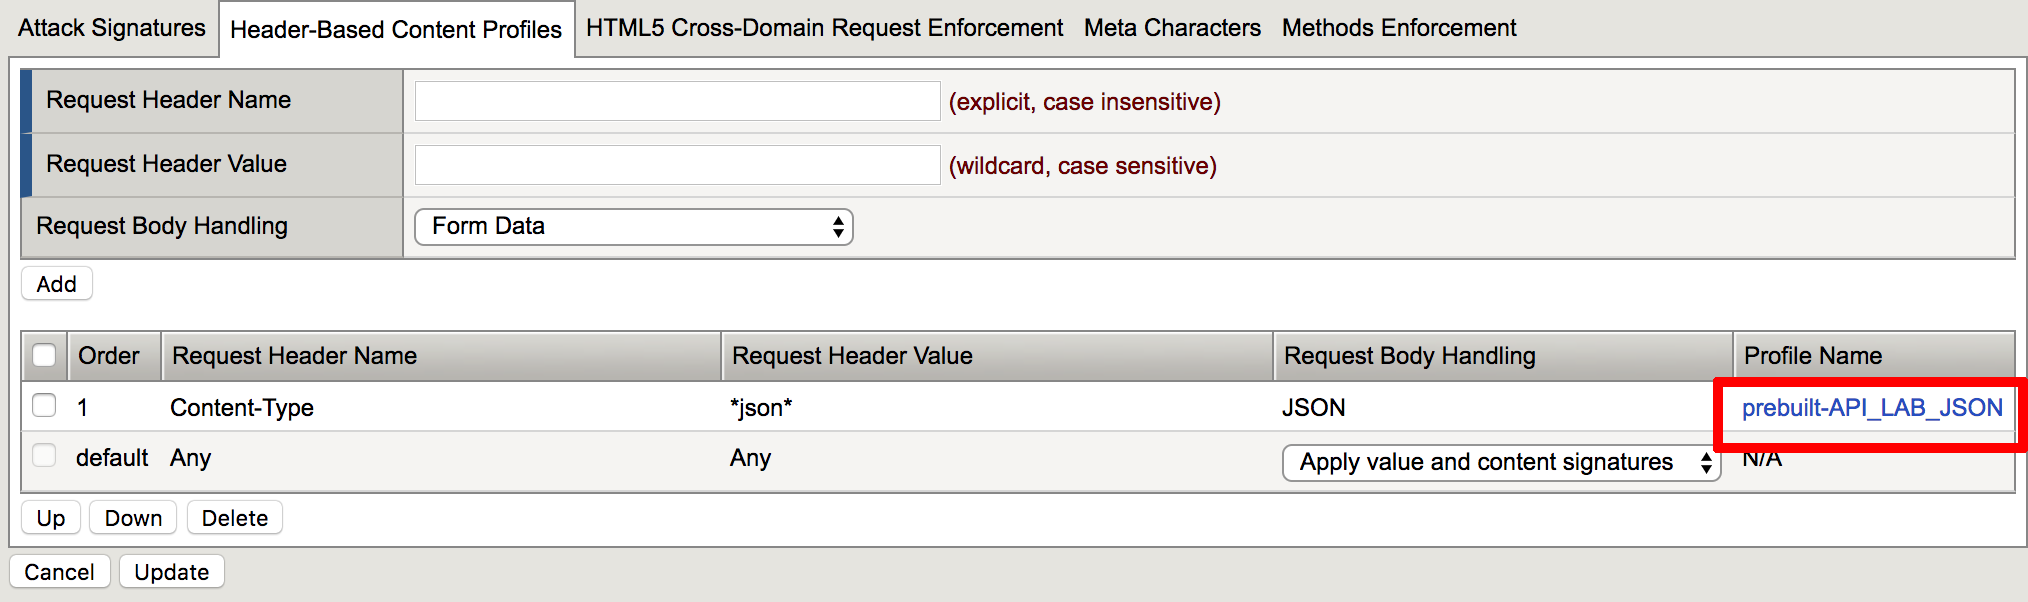 Attack Signatures Header-Based Content Profiles HTML5 Cross-Domain Request Enforcement Meta Characters Methods Enforcement
Request Header Name (explicit, case insensitive)
Request Header Value (wildcard, case sensitive)
Request Body Handling Form Data
Add
Order Request Header Name Request Header Value Request Body Handling Profile Name
1 Content-Type *json* JSON prebuilt-API_LAB_JSON
default Any Any Apply value and content signatures N/A
Up Down Delete
Cancel Update